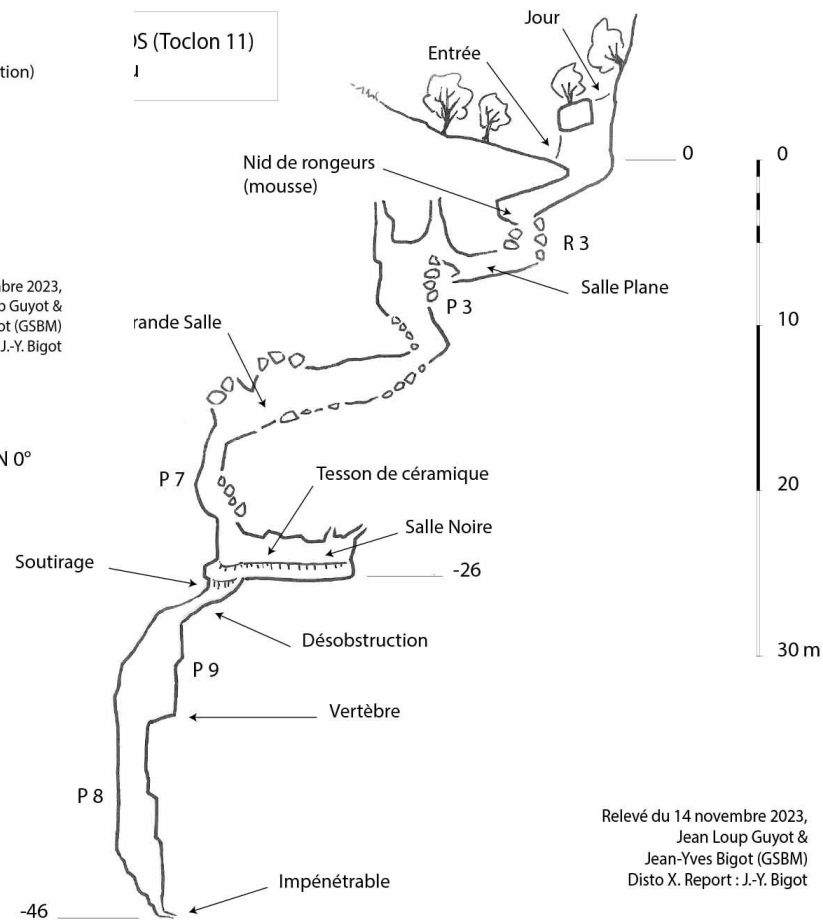 OS (Toclon 11)
tion)
Jour
Entrée
0
0
Nid de rongeurs
(mousse)
R 3
Salle Plane
bre 2023,
p Guyot &
ot (GSBM)
J.-Y. Bigot
P 3
10
rande Salle
N 0°
P 7
Tesson de céramique
20
Salle Noire
Soutirage
-26
Désobstruction
30 m
P 9
Vertèbre
P 8
Relevé du 14 novembre 2023,
Jean Loup Guyot &
Jean-Yves Bigot (GSBM)
Disto X. Report : J.-Y. Bigot
Impénétrable
-46